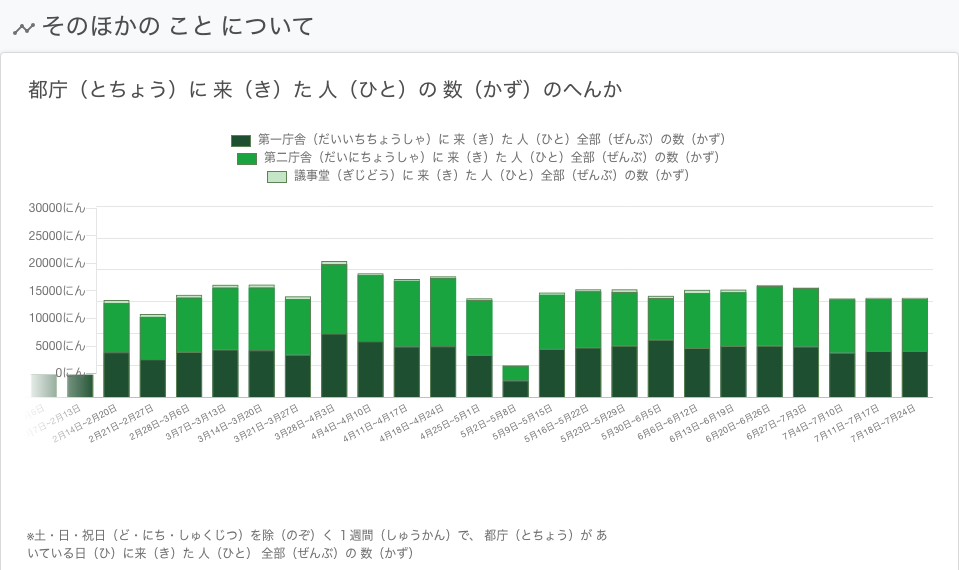 そのほかの こと について
都庁（とちょう）に 来（き）た 人（ひと）の 数（かず）のへんか
第一庁舎（だいいちちょうしゃ）に 来（き）た 人（ひと）全部（ぜんぶ）の数（かず）
第二庁舎（だいにちょうしゃ）に 来（き）た 人（ひと）全部（ぜんぶ）の数（かず）
議事堂（ぎじどう）に 来（き）た 人（ひと）全部（ぜんぶ）の数（かず）
30000にん
25000にん
20000にん
15000にん
10000にん
5000にん
0にん
2月14日~2月20日
2月21日~2月27日
2月28日~3月6日
3月7日~3月13日
3月14日~3月20日
3月21日~3月27日
3月28日~4月3日
4月4日~4月10日
4月11日~4月17日
4月18日~4月24日
4月25日~5月1日
5月2日~5月8日
5月9日~5月15日
5月16日~5月22日
5月23日~5月29日
5月30日~6月5日
6月6日~6月12日
6月13日~6月19日
6月20日~6月26日
6月27日~7月3日
7月4日~7月10日
7月11日~7月17日
7月18日~7月24日
※土・日・祝日（ど・にち・しゅくじつ）を除（のぞ）く １週間（しゅうかん）で、 都庁（とちょう）が あ
いている日（ひ）に来（き）た 人（ひと） 全部（ぜんぶ）の 数（かず）